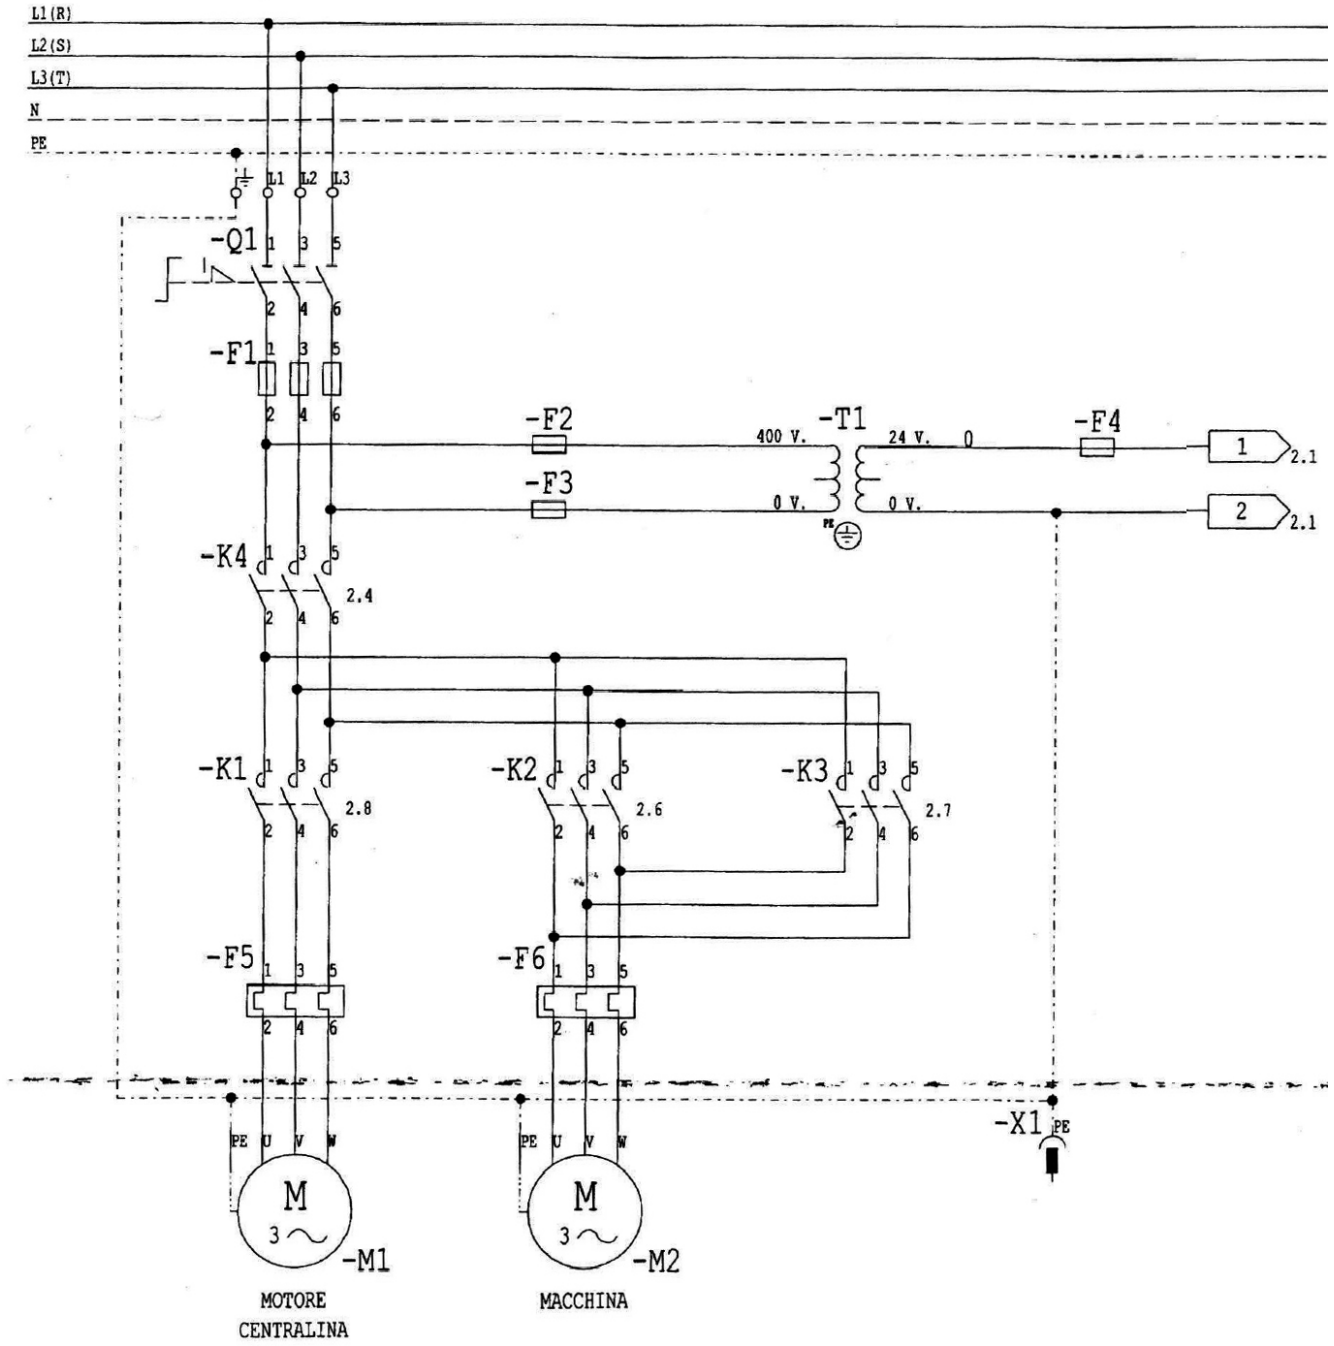 L1(R)
L2(S)
L3(T)
N
PE
L1 L2 L3
-Q1 1 3 5
2 4 6
-F1 1 3 5
2 4 6
-F2 400 V. -T1 24 V. 0 -F4 1 2.1
-F3 0 V. 0 V. 2 2.1
PE
-K4 1 3 5
2.4
2 4 6
-K1 1 3 5 -K2 1 3 5 -K3 1 3 5
2.8 2.6 2.7
2 4 6 2 4 6 2 4 6
-F5 1 3 5 -F6 1 3 5
2 4 6 2 4 6
-X1 PE
PE U V W PE U V W
M M
3 3
-M1 -M2
MOTORE MACCHINA
CENTRALINA